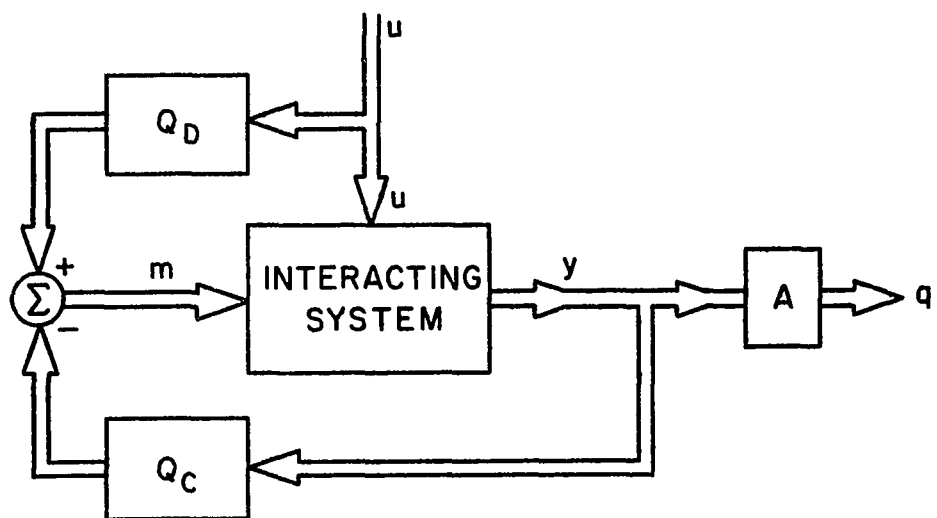 u
Q_D
u
+
m
INTERACTING
SYSTEM
y
A
q
Σ
−
Q_C